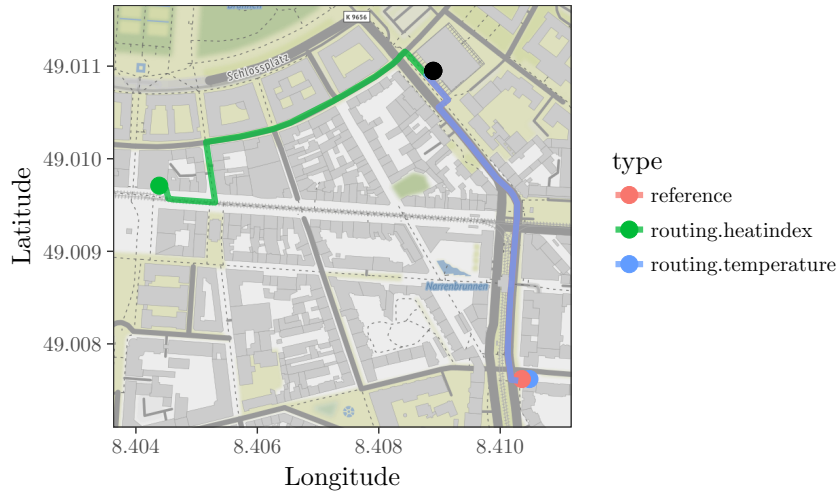 Brunnen
K 9656
Schlossplatz
Narrenbrunnen
49.011
49.010
49.009
49.008
Latitude
8.404 8.406 8.408 8.410
Longitude
type
reference
routing.heatindex
routing.temperature